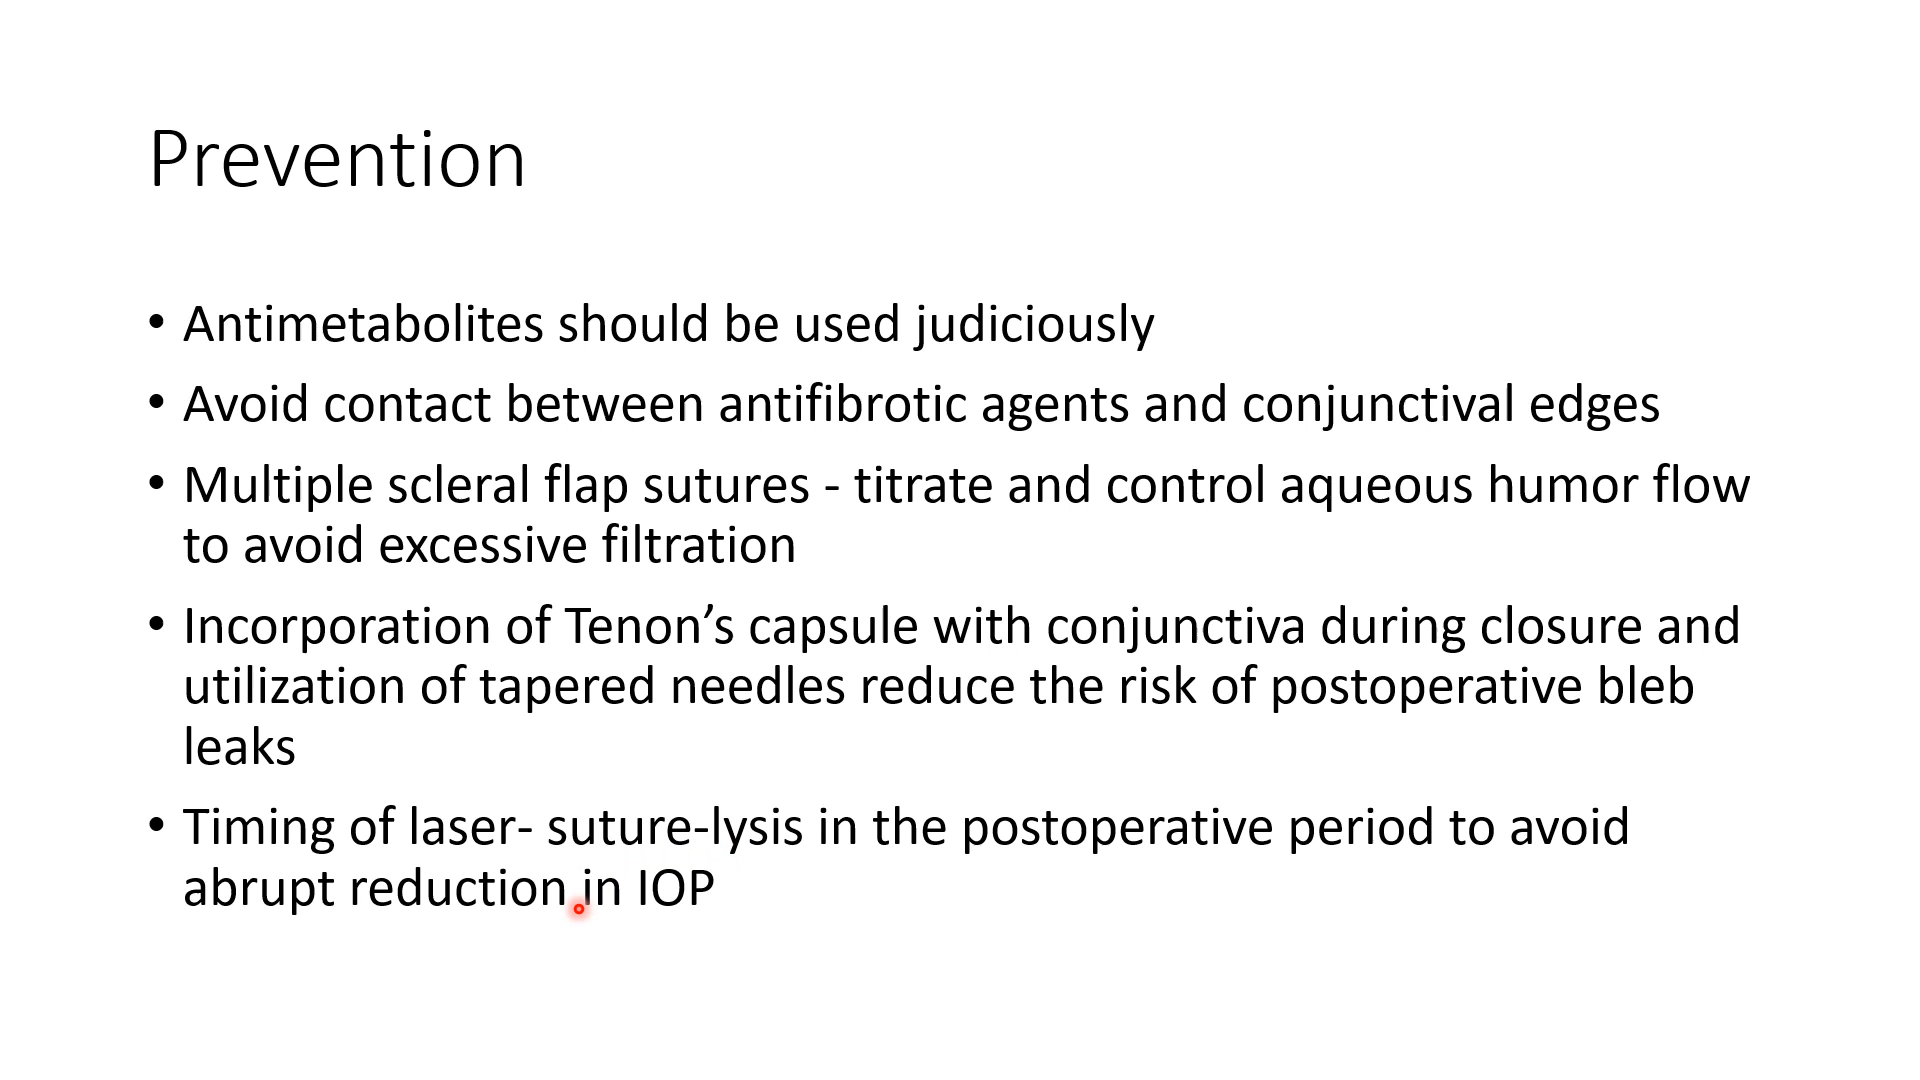 Prevention
• Antimetabolites should be used judiciously
• Avoid contact between antifibrotic agents and conjunctival edges
• Multiple scleral flap sutures - titrate and control aqueous humor flow
to avoid excessive filtration
• Incorporation of Tenon’s capsule with conjunctiva during closure and
utilization of tapered needles reduce the risk of postoperative bleb
leaks
• Timing of laser- suture-lysis in the postoperative period to avoid
abrupt reduction in IOP